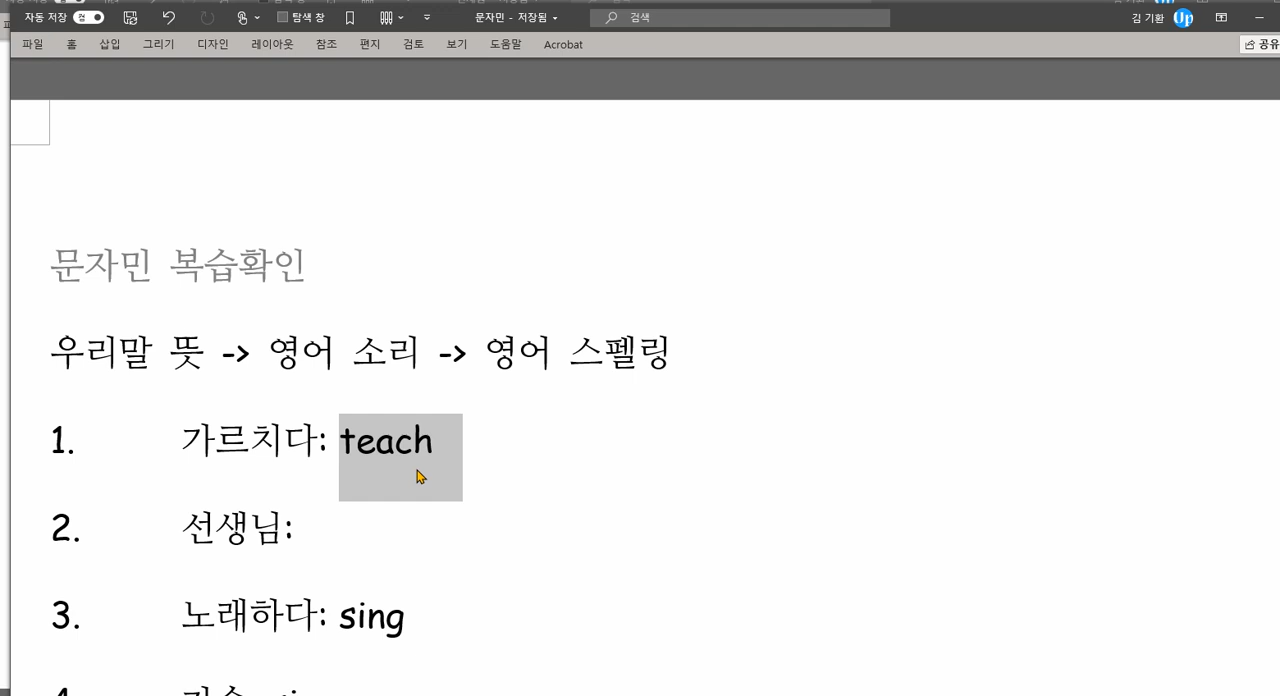 자동 저장 켬 탐색 창 문자민 - 저장됨 검색 김 기환 Up
파일 홈 삽입 그리기 디자인 레이아웃 참조 편지 검토 보기 도움말 Acrobat 공유
문자민 복습확인
우리말 뜻 -> 영어 소리 -> 영어 스펠링
1. 가르치다: teach
2. 선생님:
3. 노래하다: sing